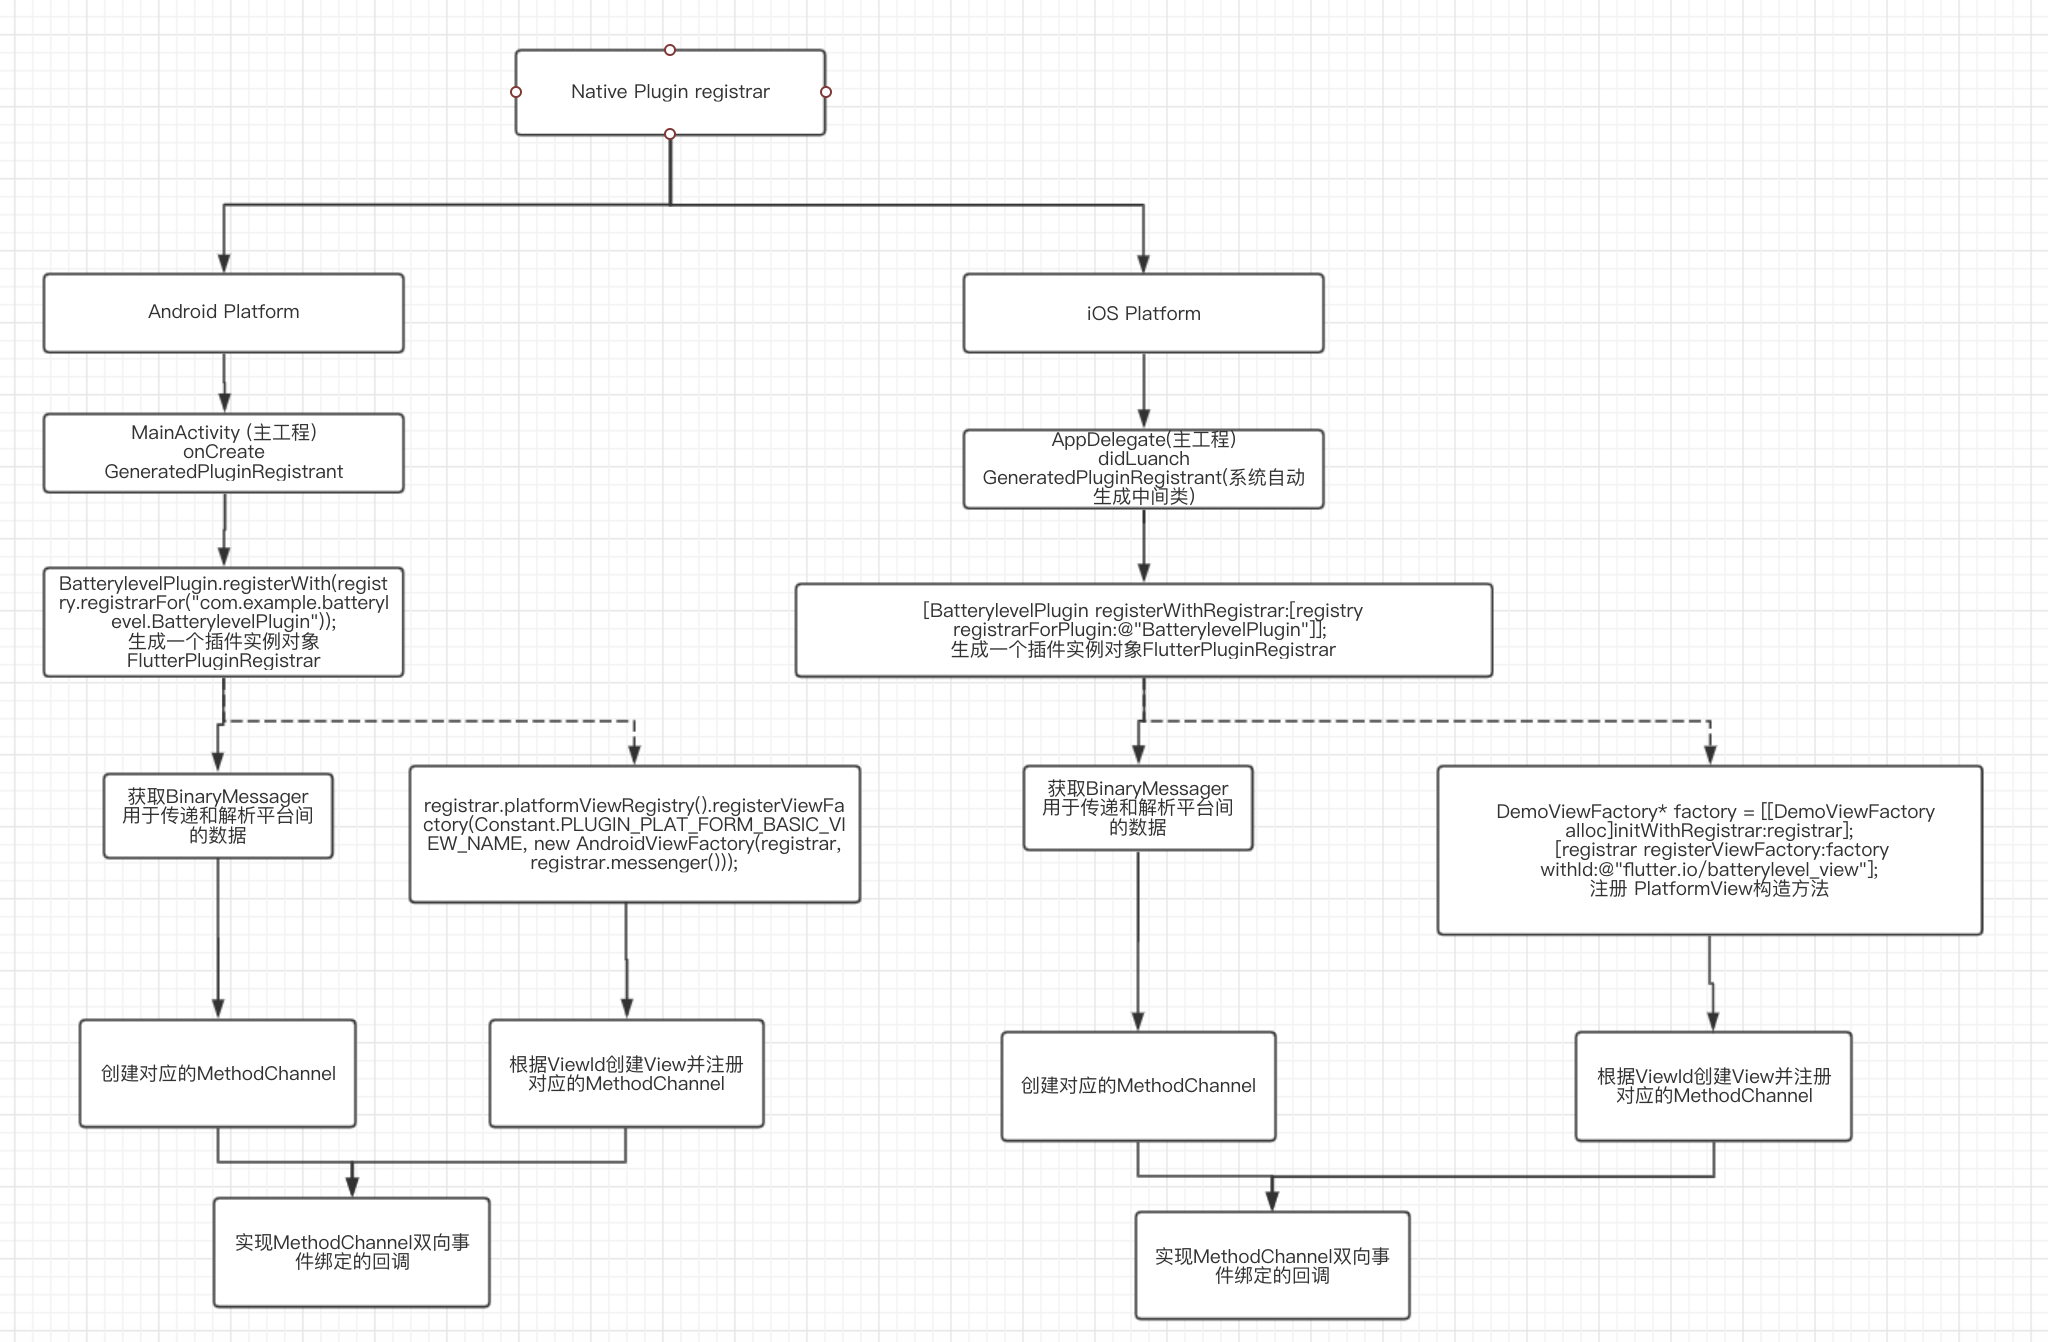 Native Plugin registrar
Android Platform
iOS Platform
MainActivity (主工程)
onCreate
GeneratedPluginRegistrant
AppDelegate(主工程)
didLuanch
GeneratedPluginRegistrant(系统自动
生成中间类)
BatterylevelPlugin.registerWith(regist
ry.registrarFor("com.example.batteryl
evel.BatterylevelPlugin"));
生成一个插件实例对象
FlutterPluginRegistrar
[BatterylevelPlugin registerWithRegistrar:[registry
registrarForPlugin:@"BatterylevelPlugin"]];
生成一个插件实例对象FlutterPluginRegistrar
获取BinaryMessager
用于传递和解析平台间
的数据
registrar.platformViewRegistry().registerViewFa
ctory(Constant.PLUGIN_PLAT_FORM_BASIC_VI
EW_NAME, new AndroidViewFactory(registrar,
registrar.messenger()));
获取BinaryMessager
用于传递和解析平台间
的数据
DemoViewFactory* factory = [[DemoViewFactory
alloc]initWithRegistrar:registrar];
[registrar registerViewFactory:factory
withId:@"flutter.io/batterylevel_view"];
注册 PlatformView构造方法
创建对应的MethodChannel
根据ViewId创建View并注册
对应的MethodChannel
创建对应的MethodChannel
根据ViewId创建View并注册
对应的MethodChannel
实现MethodChannel双向事
件绑定的回调
实现MethodChannel双向事
件绑定的回调